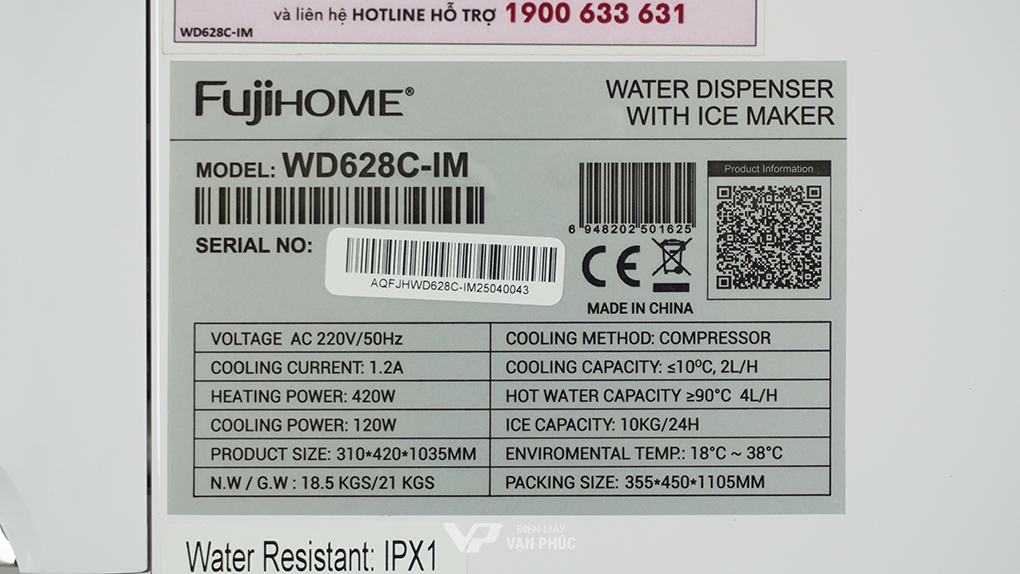 và liên hệ HOTLINE HỖ TRỢ 1900 633 631
WD628C-IM
FujiHOME®
WATER DISPENSER
WITH ICE MAKER
MODEL: WD628C-IM
Product Information
6 948202 501625
SERIAL NO:
AQFJHWD628C-IM25040043
CE
MADE IN CHINA
VOLTAGE AC 220V/50Hz
COOLING METHOD: COMPRESSOR
COOLING CURRENT: 1.2A
COOLING CAPACITY: ≤10⁰C, 2L/H
HEATING POWER: 420W
HOT WATER CAPACITY ≥90°C 4L/H
COOLING POWER: 120W
ICE CAPACITY: 10KG/24H
PRODUCT SIZE: 310*420*1035MM
ENVIROMENTAL TEMP.: 18°C ~ 38°C
N.W / G.W : 18.5 KGS/21 KGS
PACKING SIZE: 355*450*1105MM
VP ĐIỆN MÁY
VẠN PHÚC
Water Resistant: IPX1